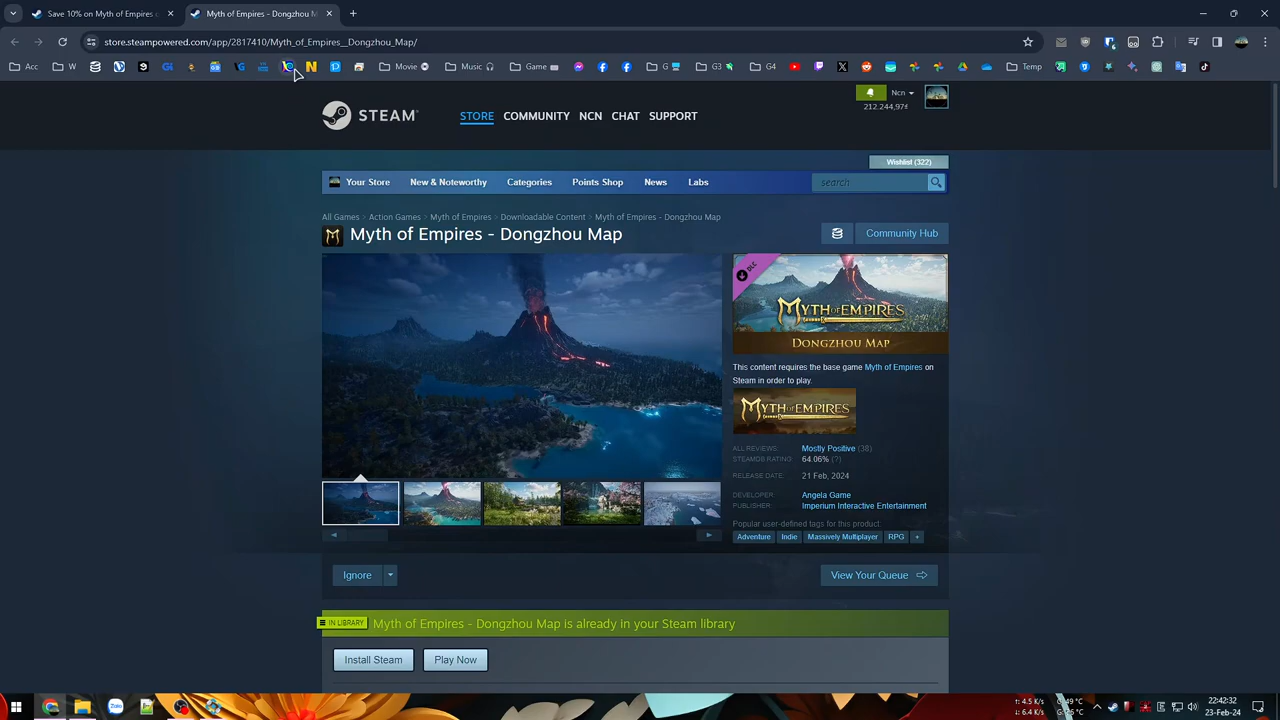 Save 10% on Myth of Empires o
Myth of Empires - Dongzhou M
store.steampowered.com/app/2817410/Myth_of_Empires__Dongzhou_Map/
Acc
W
Movie
Music
Game
G
G3
G4
Temp
STEAM
STORE
COMMUNITY
NCN
CHAT
SUPPORT
Ncn
212.244,97₫
Wishlist (322)
Your Store
New & Noteworthy
Categories
Points Shop
News
Labs
search
All Games > Action Games > Myth of Empires > Downloadable Content > Myth of Empires - Dongzhou Map
Myth of Empires - Dongzhou Map
Community Hub
DLC
MYTH OF EMPIRES
DONGZHOU MAP
This content requires the base game Myth of Empires on
Steam in order to play.
MYTH OF EMPIRES
ALL REVIEWS: Mostly Positive (38)
STEAMDB RATING: 64.06% (?)
RELEASE DATE: 21 Feb, 2024
DEVELOPER: Angela Game
PUBLISHER: Imperium Interactive Entertainment
Popular user-defined tags for this product:
Adventure
Indie
Massively Multiplayer
RPG
+
Ignore
View Your Queue
IN LIBRARY
Myth of Empires - Dongzhou Map is already in your Steam library
Install Steam
Play Now
Zalo
↑: 4.5 K/s
↓: 6.4 K/s
22:42:32
23-Feb-24